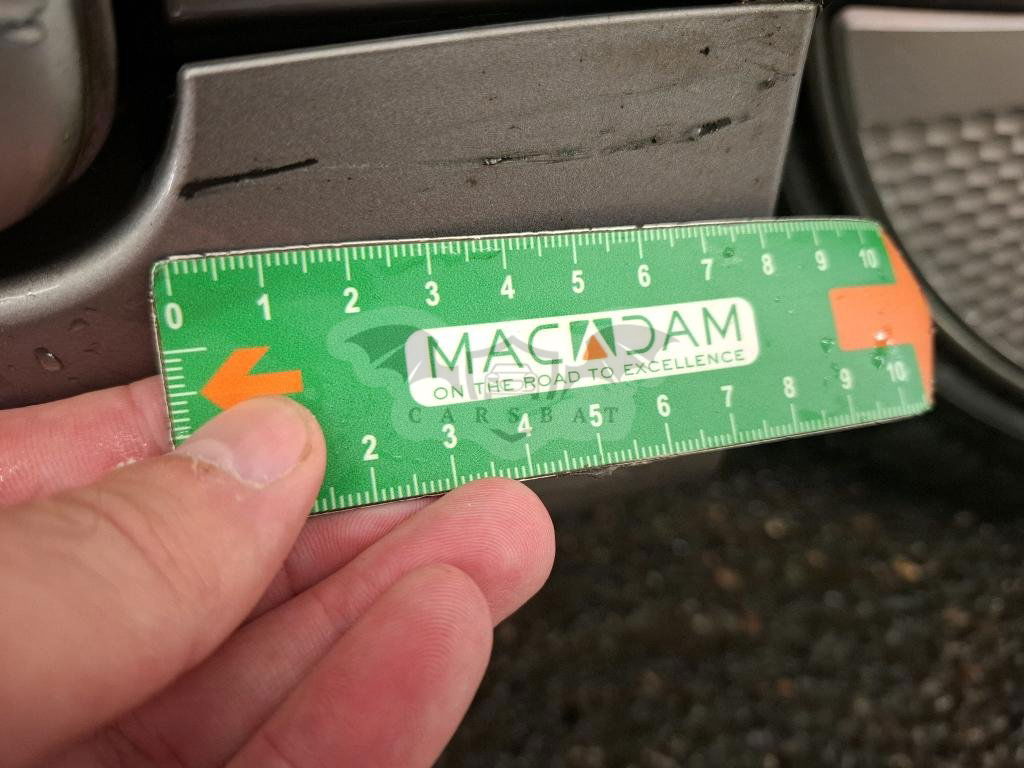 0 1 2 3 4 5 6 7 8 9 10
MACADAM
ON THE ROAD TO EXCELLENCE
CARSBAT
2 3 4 5 6 7 8 9 10